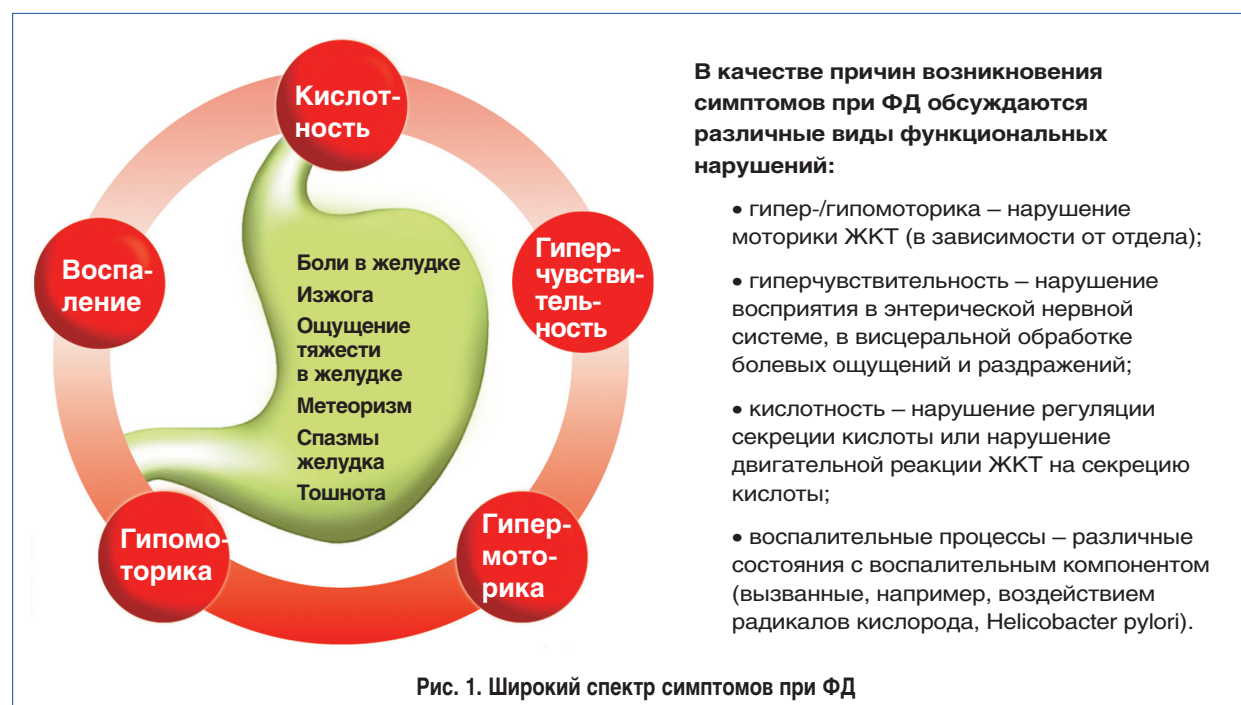 Кислот-
ность
Гипер-
чувстви-
тель-
ность
Гипер-
мото-
рика
Гипомо-
торика
Воспа-
ление
Боли в желудке
Изжога
Ощущение
тяжести
в желудке
Метеоризм
Спазмы
желудка
Тошнота
В качестве причин возникновения
симптомов при ФД обсуждаются
различные виды функциональных
нарушений:
• гипер-/гипомоторика – нарушение
моторики ЖКТ (в зависимости от отдела);
• гиперчувствительность – нарушение
восприятия в энтерической нервной
системе, в висцеральной обработке
болевых ощущений и раздражений;
• кислотность – нарушение регуляции
секреции кислоты или нарушение
двигательной реакции ЖКТ на секрецию
кислоты;
• воспалительные процессы – различные
состояния с воспалительным компонентом
(вызванные, например, воздействием
радикалов кислорода, Helicobacter pylori).
Рис. 1. Широкий спектр симптомов при ФД